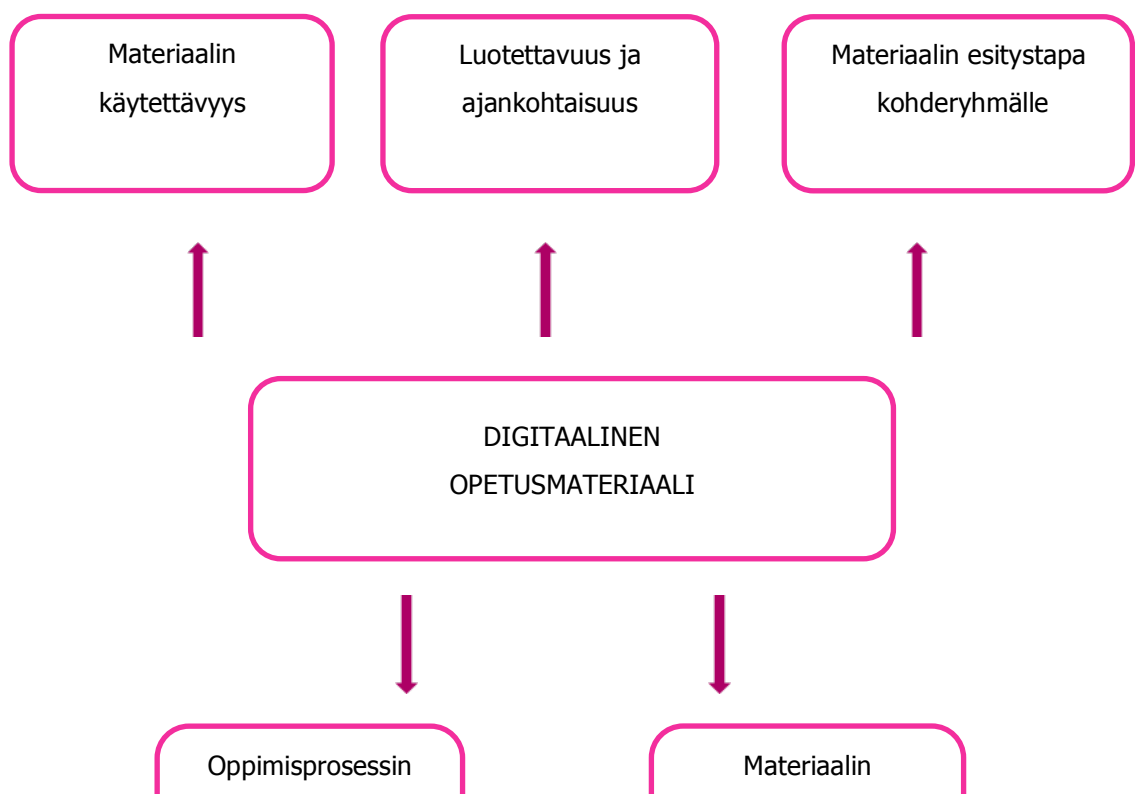 Materiaalin
käytettävyys
Luotettavuus ja
ajankohtaisuus
Materiaalin esitystapa
kohderyhmälle
DIGITAALINEN
OPETUSMATERIAALI
Oppimisprosessin
Materiaalin